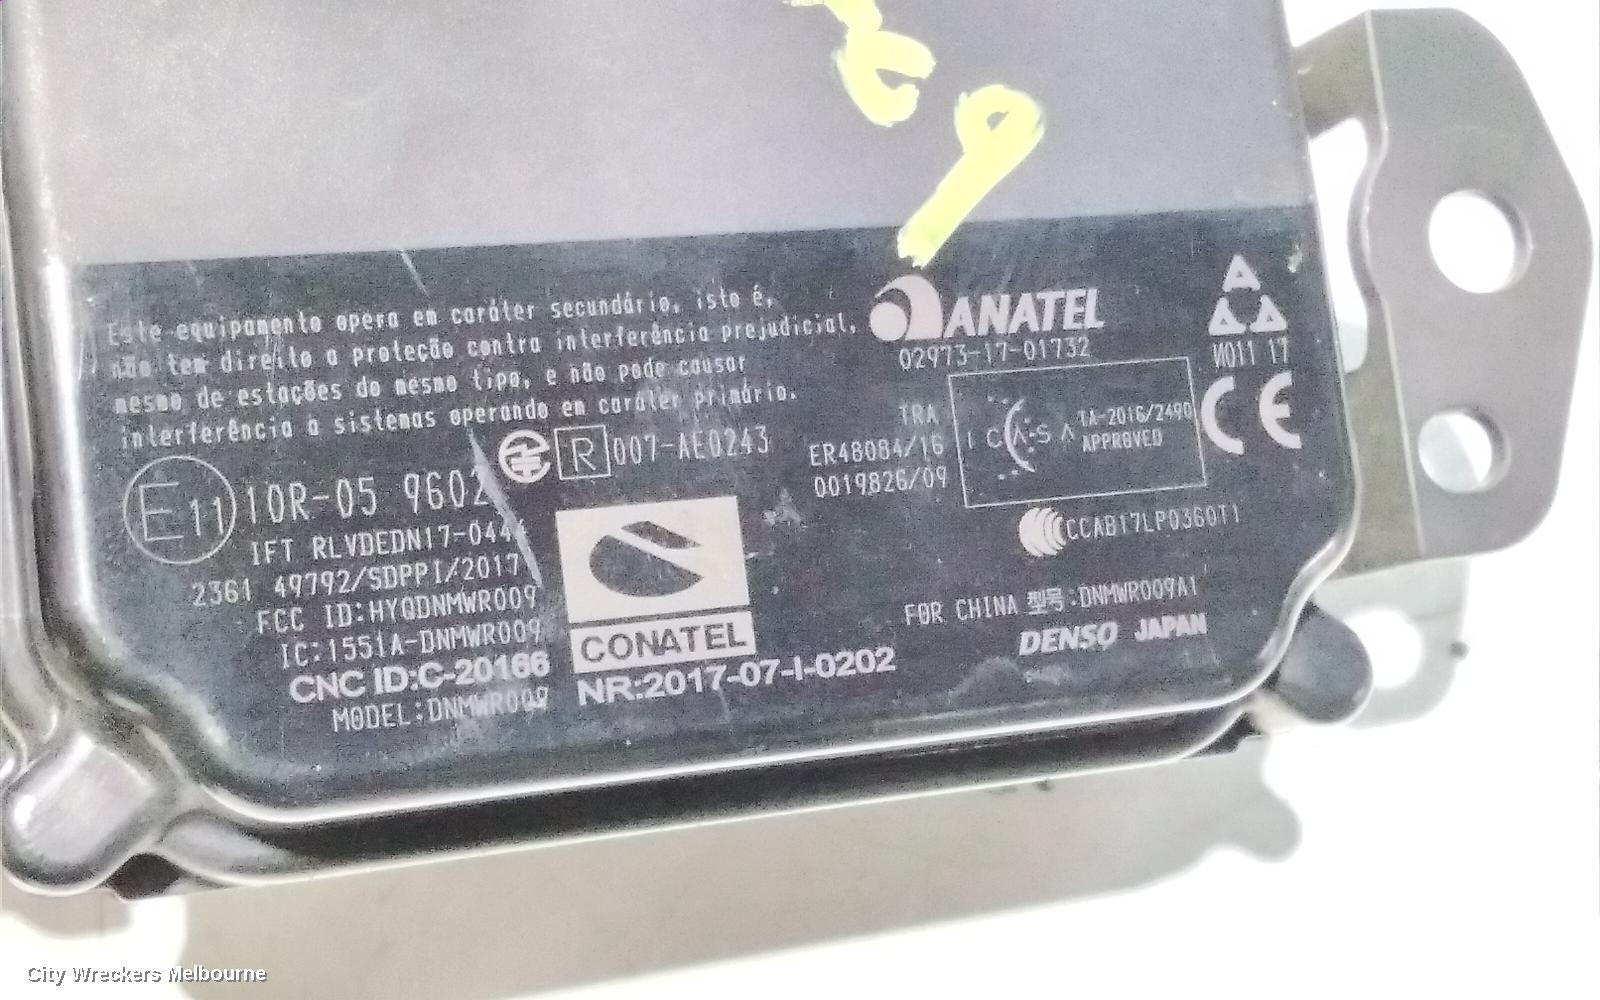 Este equipamento opera em caráter secundário, isto é,
não tem direito a proteção contra interferência prejudicial,
mesmo de estações do mesmo tipo, e não pode causar
interferência a sistemas operando em caráter primário.
ANATEL
02973-17-01732
N011 17
TRA
ER48084/16
0019826/09
ICASA TA-2016/2490
APPROVED
CE
R 007-AE0243
E11 10R-05 9602
IFT RLVDEDN17-044
2361 49792/SDPPI/2017
FCC ID:HYQDNMWR009
IC:1551A-DNMWR009
CNC ID:C-20166
MODEL:DNMWR009
CONATEL
NR:2017-07-I-0202
CCAB17LP0360T1
FOR CHINA 型号:DNMWR009A1
DENSO JAPAN
City Wreckers Melbourne